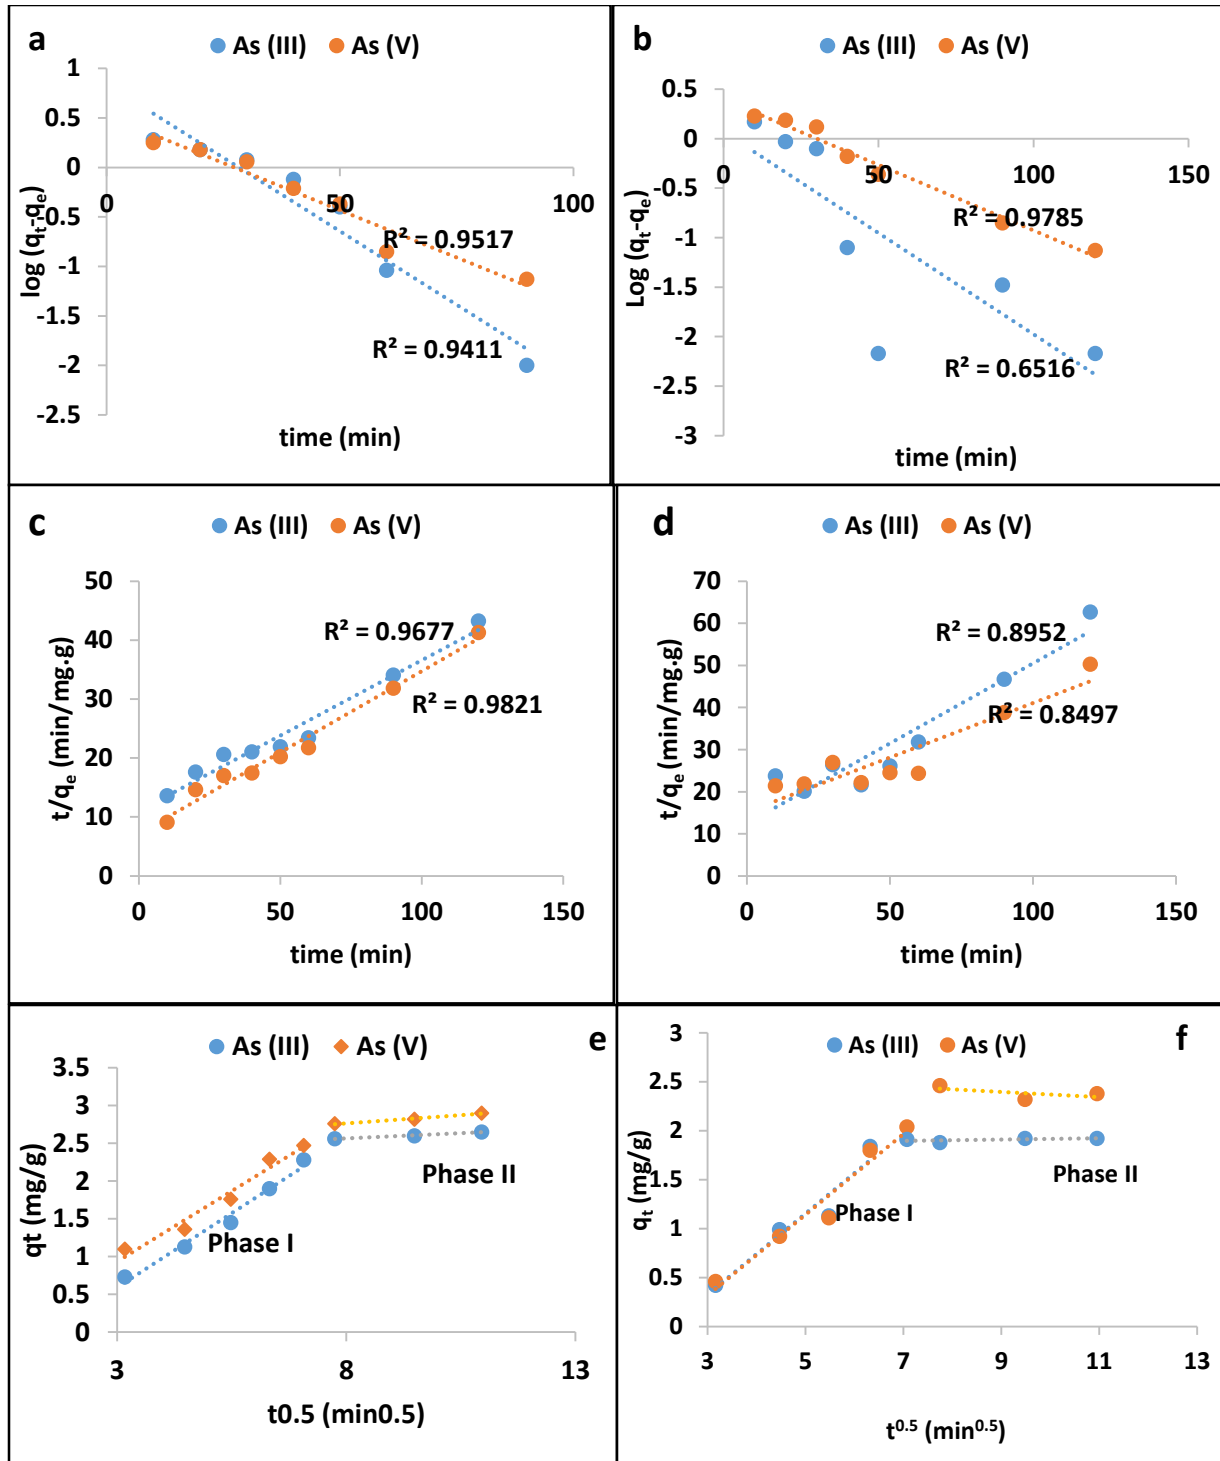 a
As (III) As (V)
1
0.5
0
-0.5
-1
-1.5
-2
-2.5
0 50 100
log (qt-qe)
R² = 0.9517
R² = 0.9411
time (min)
b
As (III) As (V)
0.5
0
-0.5
-1
-1.5
-2
-2.5
-3
0 50 100 150
Log (qt-qe)
R² = 0.9785
R² = 0.6516
time (min)
c
As (III) As (V)
50
40
30
20
10
0
t/qe (min/mg.g)
R² = 0.9677
R² = 0.9821
0 50 100 150
time (min)
d
As (III) As (V)
70
60
50
40
30
20
10
0
t/qe (min/mg.g)
R² = 0.8952
R² = 0.8497
0 50 100 150
time (min)
As (III) As (V) e
3.5
3
2.5
2
1.5
1
0.5
0
qt (mg/g)
Phase II
Phase I
3 8 13
t0.5 (min0.5)
As (III) As (V) f
3
2.5
2
1.5
1
0.5
0
qt (mg/g)
Phase II
Phase I
3 5 7 9 11 13
t⁰·⁵ (min⁰·⁵)